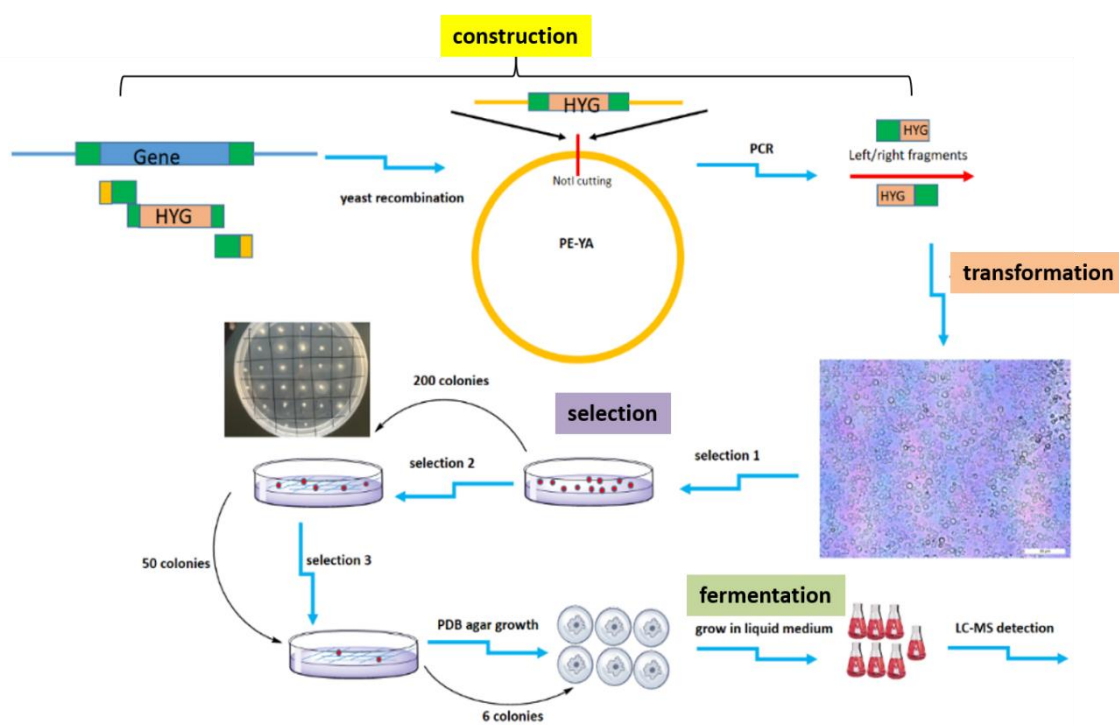 construction
HYG
Gene
HYG
yeast recombination
NotI cutting
PE-YA
PCR
HYG
Left/right fragments
HYG
transformation
200 colonies
selection
selection 2
selection 1
50 colonies
selection 3
PDB agar growth
6 colonies
fermentation
grow in liquid medium
LC-MS detection